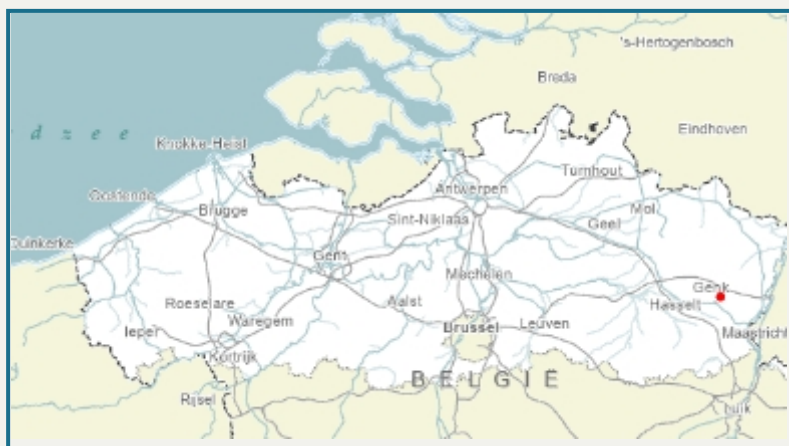 's-Hertogenbosch
Breda
d z e e
Eindhoven
Knokke-Heist
Turnhout
Antwerpen
Oostende
Brugge
Mol
Sint-Niklaas
Geel
Duinkerke
Gent
Mechelen
Genk
Roeselare
Aalst
Hasselt
Waregem
Brussel
Leuven
Ieper
Maastricht
Kortrijk
BELGIË
Rijsel
Luik